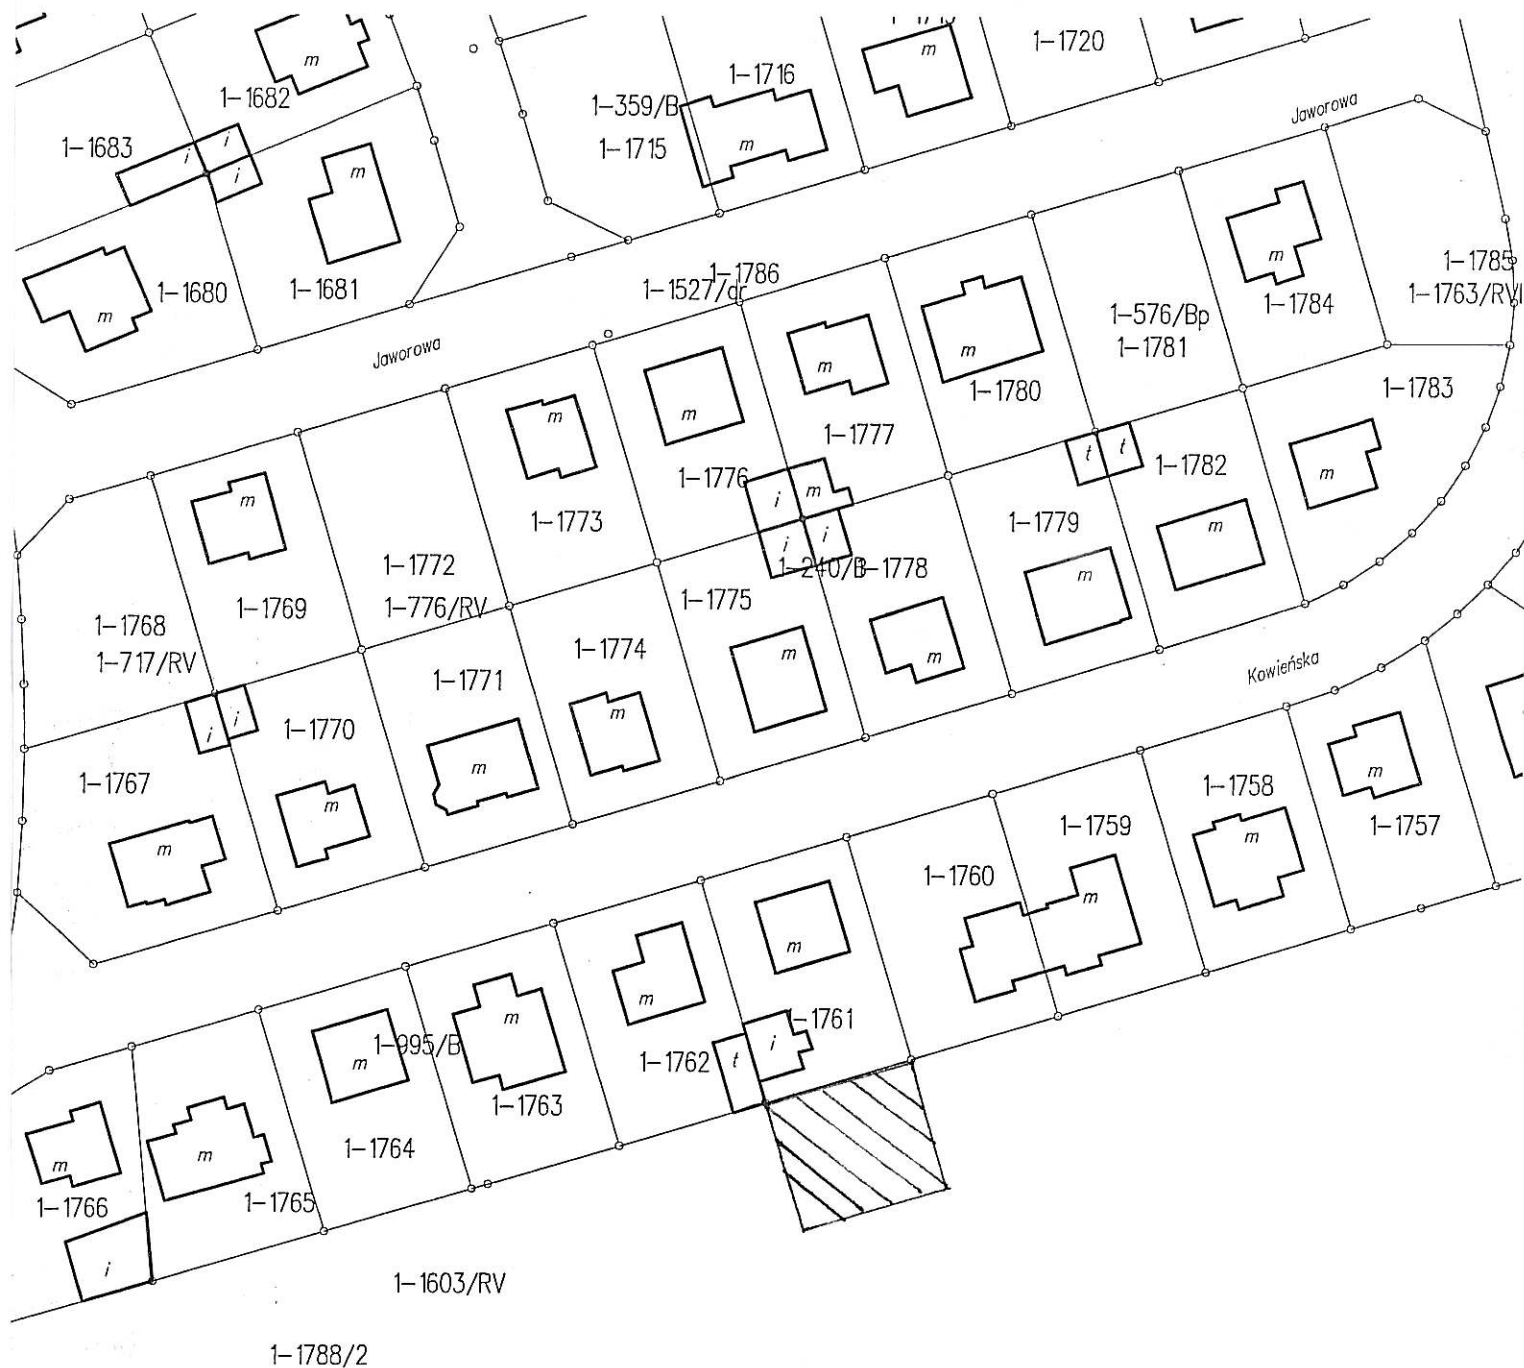 1-1720
m
1-1716
m
1-1682
1-359/B
Jaworowa
1-1683
i
i
i
1-1715
m
m
m
1-1785
1-1786
1-1680
1-1681
1-1527/dr
1-1763/RVI
1-1784
1-576/Bp
1-1781
m
Jaworowa
m
m
m
1-1780
1-1783
m
m
1-1777
t
t
1-1776
1-1782
m
m
i
m
1-1773
1-1779
m
i
i
1-1772
1-240/B
1-1778
m
1-776/RV
1-1769
1-1775
1-1768
1-1774
m
m
1-717/RV
1-1771
Kowieńska
m
i
i
1-1770
m
m
m
1-1767
1-1758
m
1-1759
m
1-1757
m
1-1760
m
m
m
1-1761
1-995/B
m
i
t
1-1762
m
1-1763
1-1764
m
m
1-1766
1-1765
i
1-1603/RV
1-1788/2